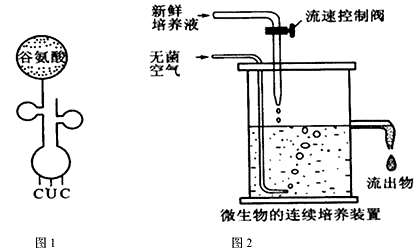 谷氨酸
CUC
图1
新鲜
培养液
流速控制阀
无菌
空气
流出物
微生物的连续培养装置
图2